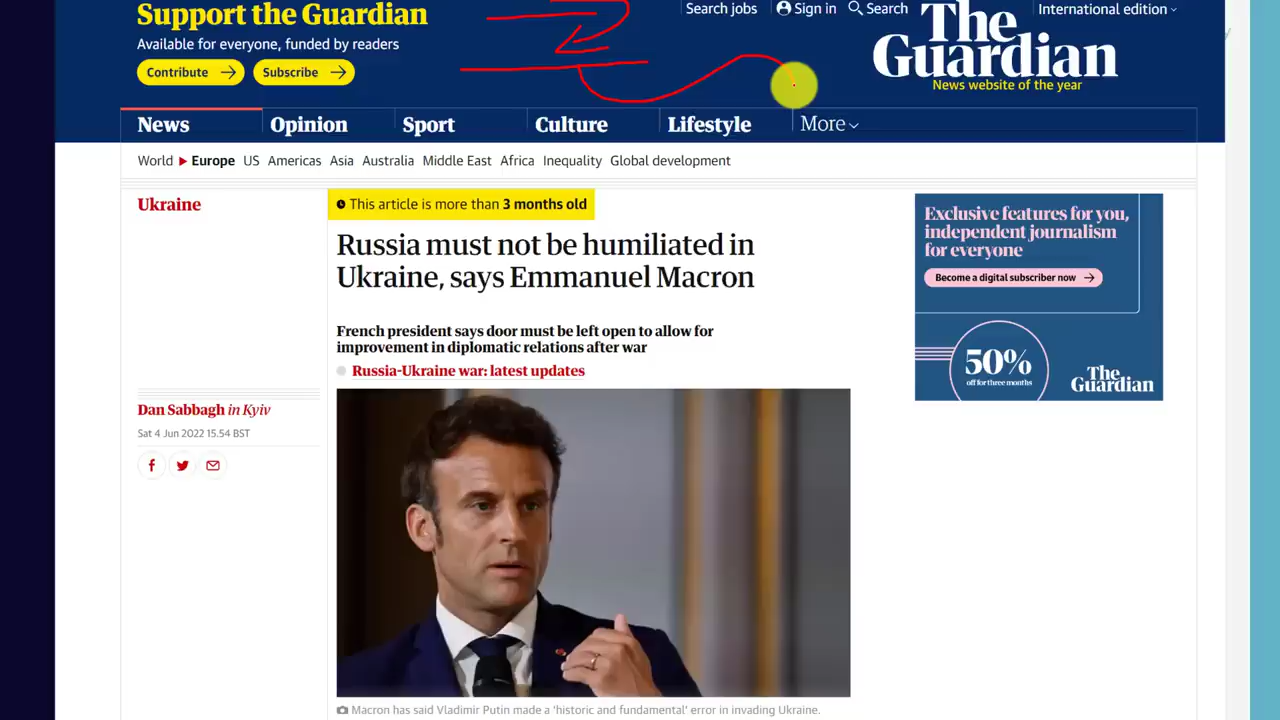 Support the Guardian
Available for everyone, funded by readers
Contribute → Subscribe →
Search jobs Sign in Search International edition
The Guardian
News website of the year
News Opinion Sport Culture Lifestyle More
World Europe US Americas Asia Australia Middle East Africa Inequality Global development
Ukraine
This article is more than 3 months old
Russia must not be humiliated in
Ukraine, says Emmanuel Macron
French president says door must be left open to allow for
improvement in diplomatic relations after war
Russia-Ukraine war: latest updates
Dan Sabbagh in Kyiv
Sat 4 Jun 2022 15.54 BST
Macron has said Vladimir Putin made a 'historic and fundamental' error in invading Ukraine.
Exclusive features for you,
independent journalism
for everyone
Become a digital subscriber now →
50%
off for three months
The Guardian